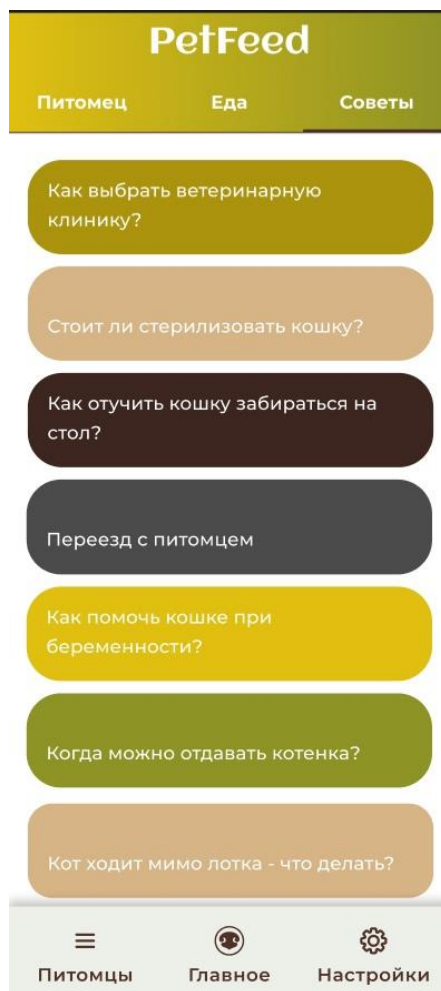 PetFeed
Питомец Еда Советы
Как выбрать ветеринарную
клинику?
Стоит ли стерилизовать кошку?
Как отучить кошку забираться на
стол?
Переезд с питомцем
Как помочь кошке при
беременности?
Когда можно отдавать котенка?
Кот ходит мимо лотка - что делать?
Питомцы Главное Настройки